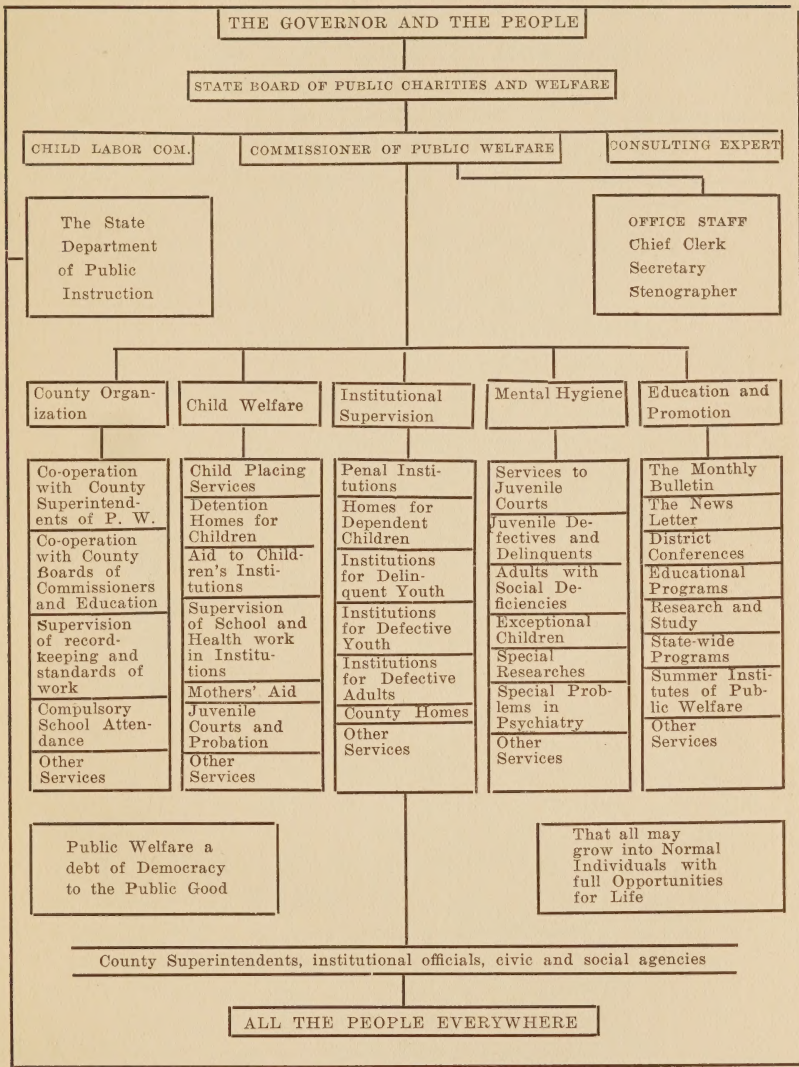 THE GOVERNOR AND THE PEOPLE
STATE BOARD OF PUBLIC CHARITIES AND WELFARE
CHILD LABOR COM.
COMMISSIONER OF PUBLIC WELFARE
CONSULTING EXPERT
The State
Department
of Public
Instruction
OFFICE STAFF
Chief Clerk
Secretary
Stenographer
County Organ-
ization
Child Welfare
Institutional
Supervision
Mental Hygiene
Education and
Promotion
Co-operation
with County
Superintend-
ents of P. W.
Co-operation
with County
Boards of
Commissioners
and Education
Supervision
of record-
keeping and
standards of
work
Compulsory
School Atten-
dance
Other
Services
Child Placing
Services
Detention
Homes for
Children
Aid to Child-
ren's Insti-
tutions
Supervision
of School and
Health work
in Institu-
tions
Mothers' Aid
Juvenile
Courts and
Probation
Other
Services
Penal Insti-
tutions
Homes for
Dependent
Children
Institutions
for Delin-
quent Youth
Institutions
for Defective
Youth
Institutions
for Defective
Adults
County Homes
Other
Services
Services to
Juvenile
Courts
Juvenile De-
fectives and
Delinquents
Adults with
Social De-
ficiencies
Exceptional
Children
Special
Researches
Special Prob-
lems in
Psychiatry
Other
Services
The Monthly
Bulletin
The News
Letter
District
Conferences
Educational
Programs
Research and
Study
State-wide
Programs
Summer Insti-
tutes of Pub-
lic Welfare
Other
Services
Public Welfare a
debt of Democracy
to the Public Good
That all may
grow into Normal
Individuals with
full Opportunities
for Life
County Superintendents, institutional officials, civic and social agencies
ALL THE PEOPLE EVERYWHERE